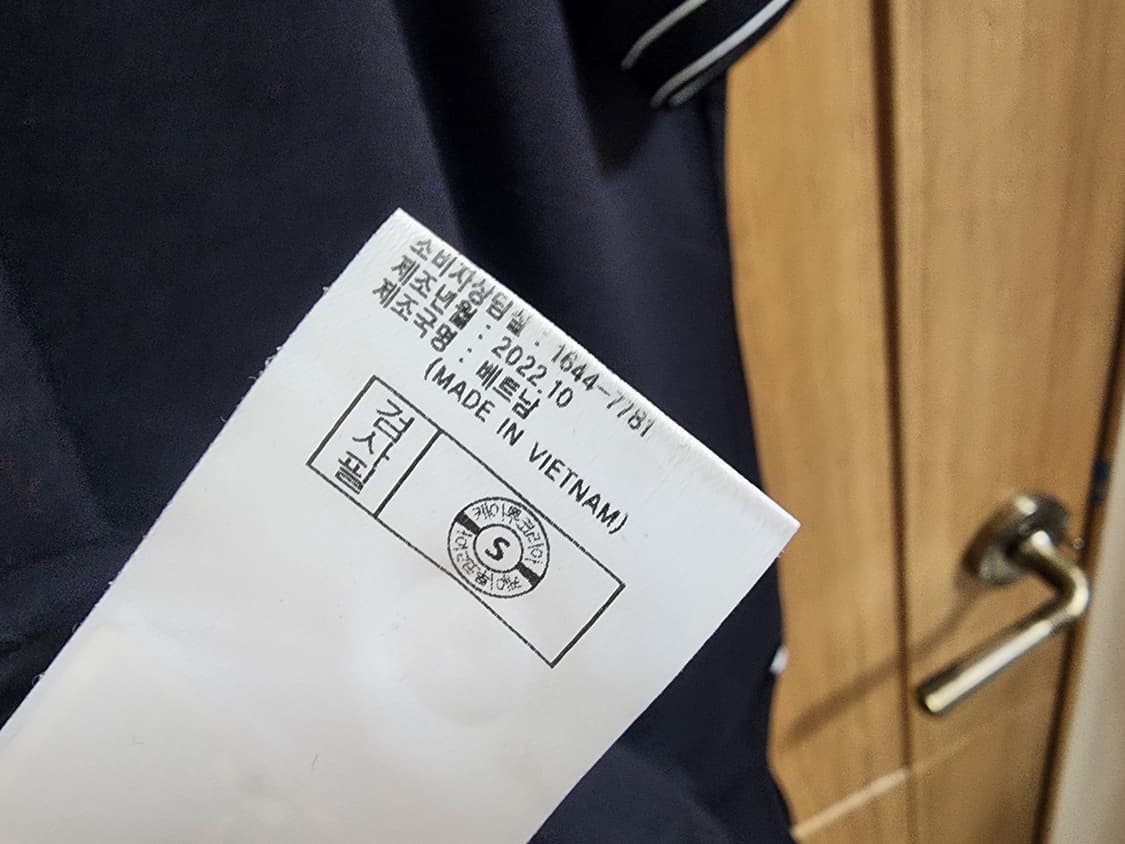 소비자상담실 : 1644-7781
제조년월 : 2022.10
제조국명 : 베트남
(MADE IN VIETNAM)
검사필
S